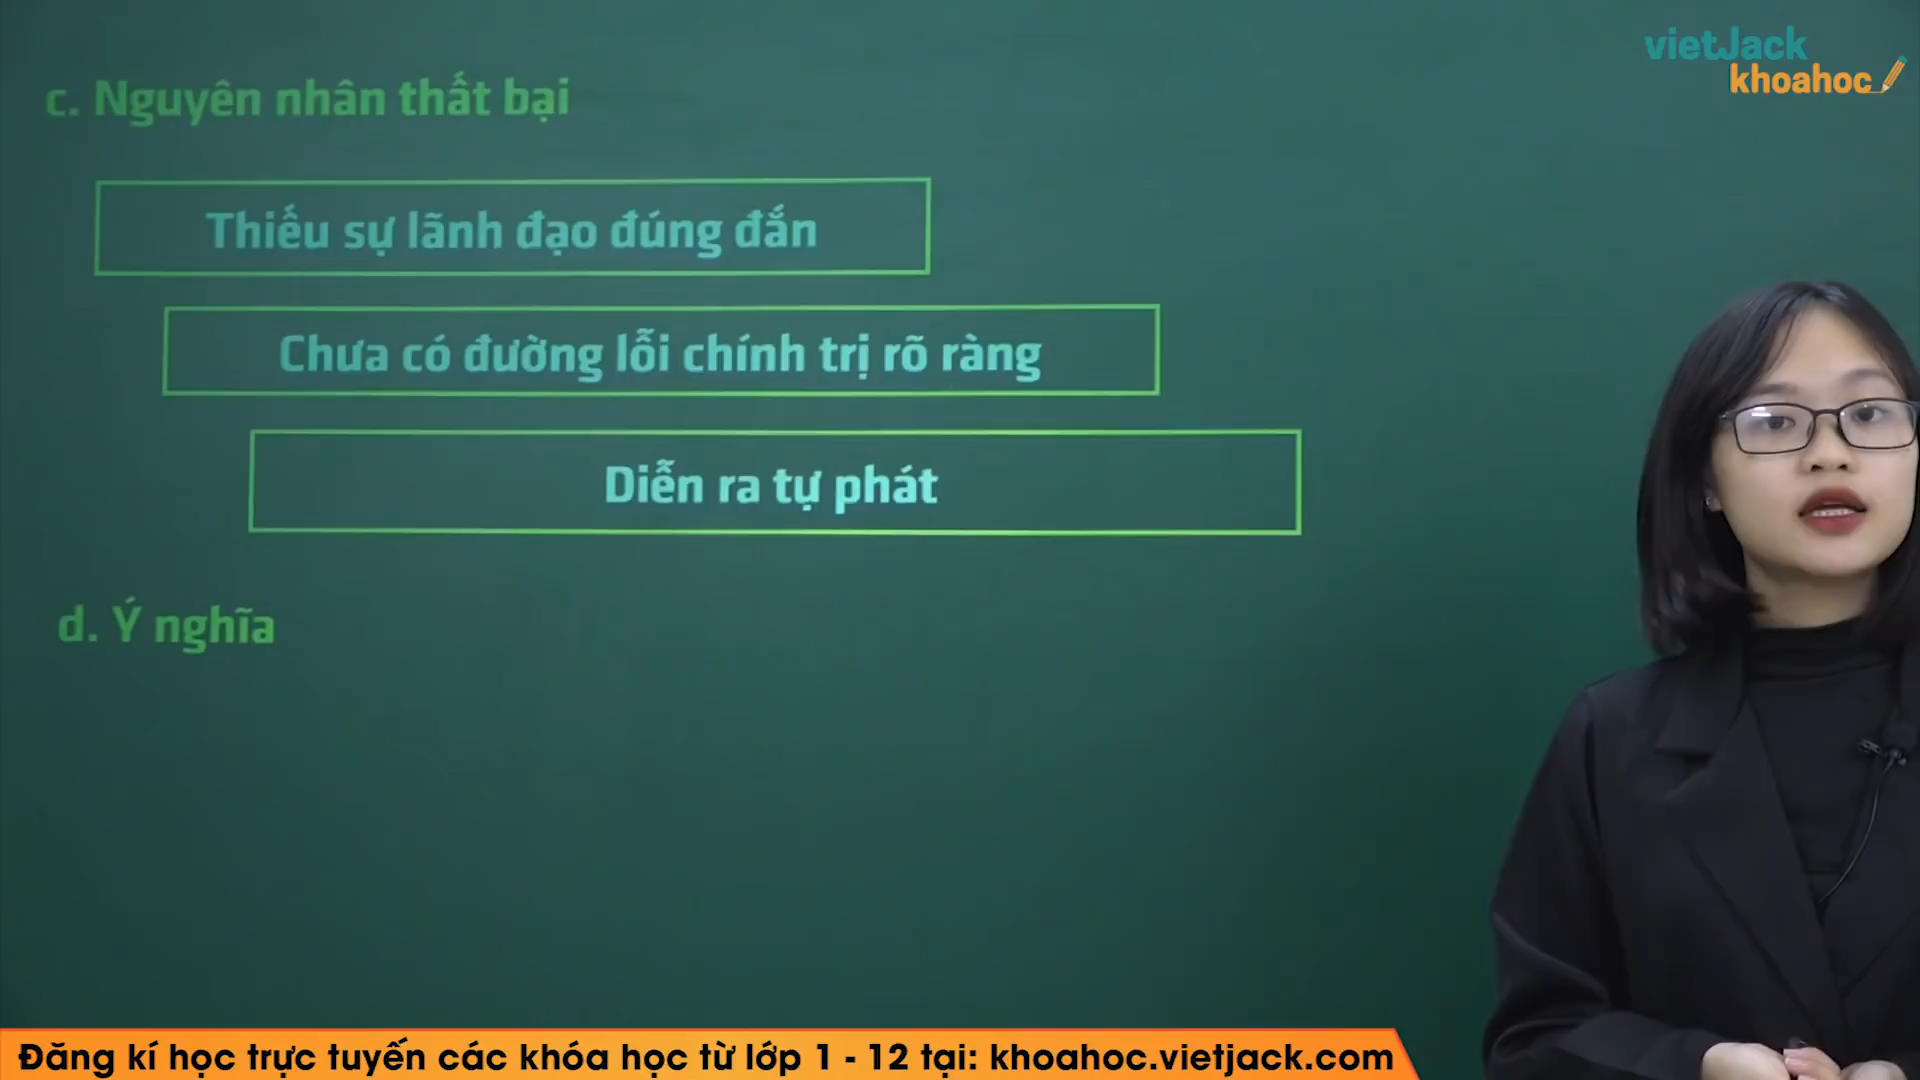 vietJack
khoahoc
c. Nguyên nhân thất bại
Thiếu sự lãnh đạo đúng đắn
Chưa có đường lỗi chính trị rõ ràng
Diễn ra tự phát
d. Ý nghĩa
Đăng kí học trực tuyến các khóa học từ lớp 1 - 12 tại: khoahoc.vietjack.com